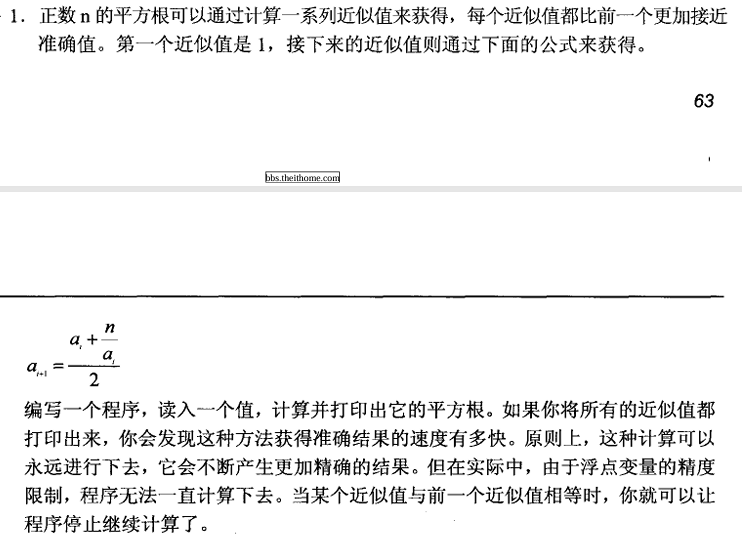 1. 正数 n 的平方根可以通过计算一系列近似值来获得，每个近似值都比前一个更加接近
准确值。第一个近似值是 1，接下来的近似值则通过下面的公式来获得。
63
bbs.theithome.com
a_{i+1} = (a_i + n/a_i) / 2
编写一个程序，读入一个值，计算并打印出它的平方根。如果你将所有的近似值都
打印出来，你会发现这种方法获得准确结果的速度有多快。原则上，这种计算可以
永远进行下去，它会不断产生更加精确的结果。但在实际中，由于浮点变量的精度
限制，程序无法一直计算下去。当某个近似值与前一个近似值相等时，你就可以让
程序停止继续计算了。